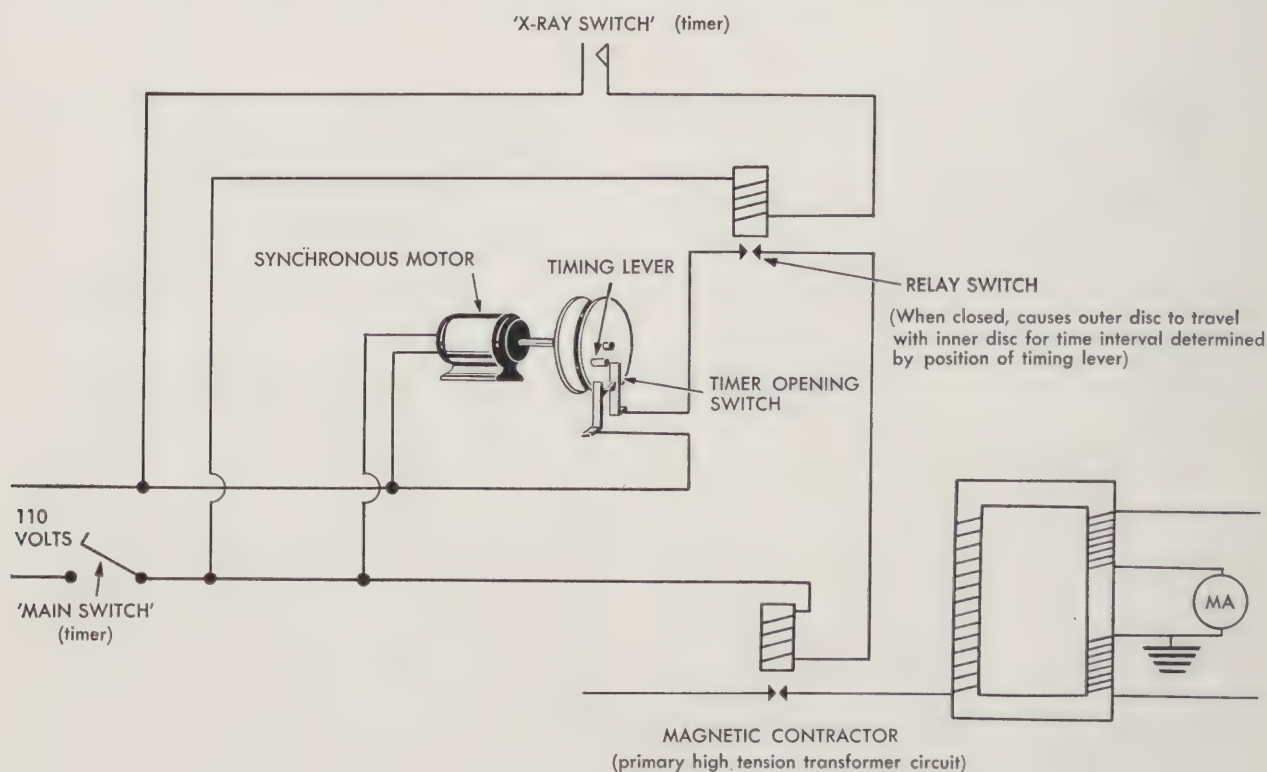 'X-RAY SWITCH' (timer)
SYNCHRONOUS MOTOR
TIMING LEVER
RELAY SWITCH
(When closed, causes outer disc to travel
with inner disc for time interval determined
by position of timing lever)
TIMER OPENING
SWITCH
110
VOLTS
'MAIN SWITCH'
(timer)
MA
MAGNETIC CONTRACTOR
(primary high tension transformer circuit)